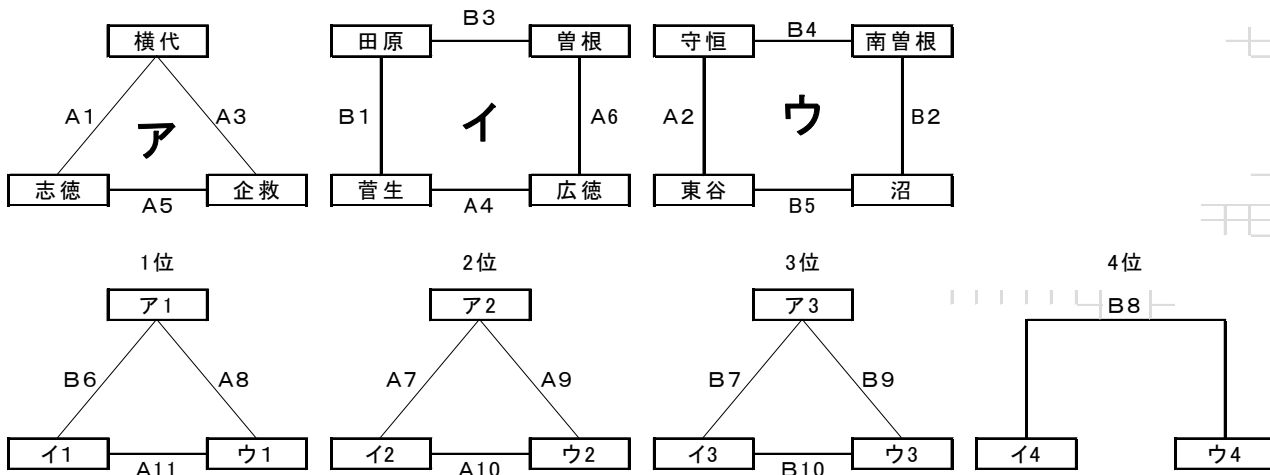 B3
横代 田原 曽根 守恒 B4 南曽根
A1 ア A3 B1 イ A6 A2 ウ B2
志徳 A5 企救 菅生 A4 広徳 東谷 B5 沼
1位 2位 3位 4位
ア1 ア2 ア3 B8
B6 A8 A7 A9 B7 B9
イ1 A11 ウ1 イ2 A10 ウ2 イ3 B10 ウ3 イ4 ウ4